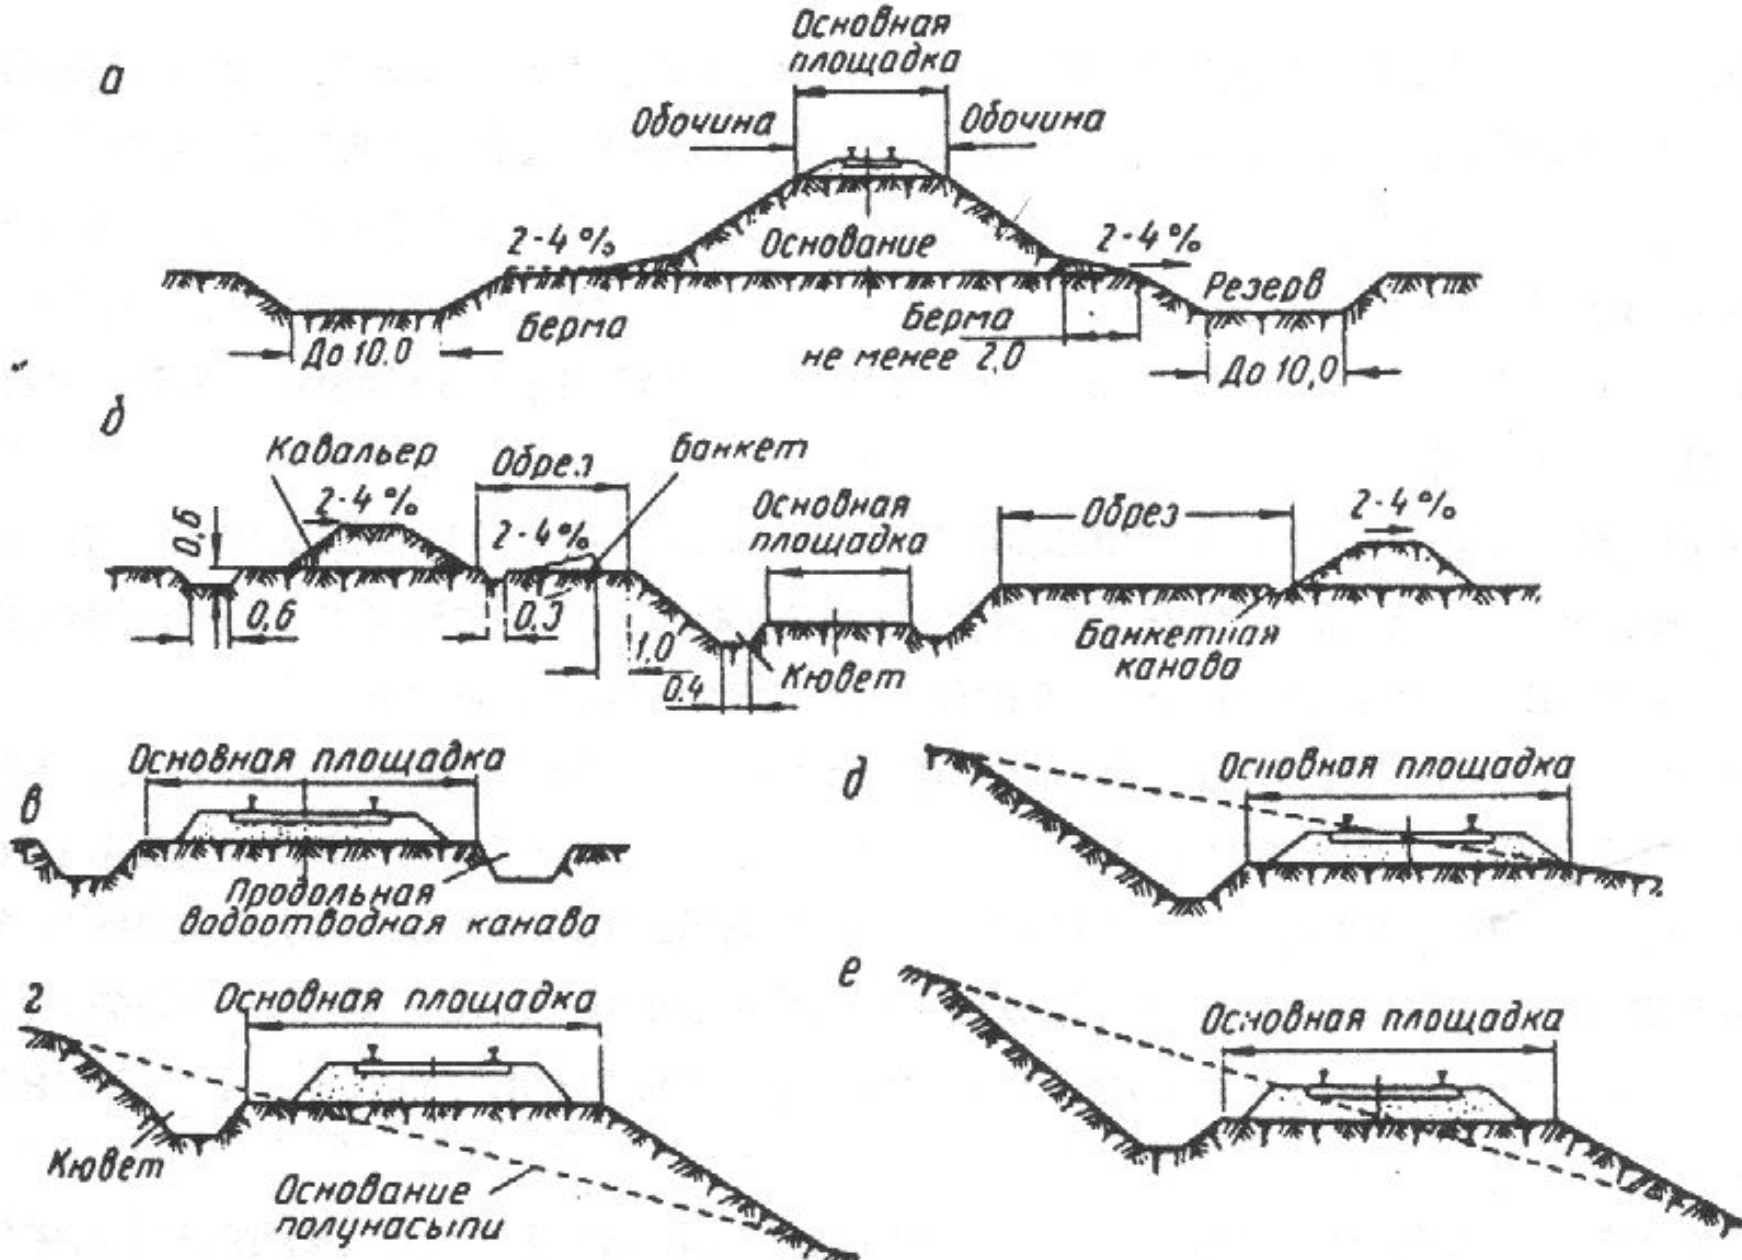 а
Основная
площадка
Обочина
Обочина
2-4%
Основание
2-4%
Резерв
До 10.0
Берма
Берма
не менее 2,0
До 10,0
б
Кавальер
Обрез
Банкет
2-4%
0,6
2-4%
Основная
площадка
Обрез
2-4%
0,6
0.3
1,0
0.4
Кювет
Банкетная
канава
в
Основная площадка
Продольная
водоотводная канава
д
Основная площадка
г
Основная площадка
Кювет
Основание
полунасыпи
е
Основная площадка